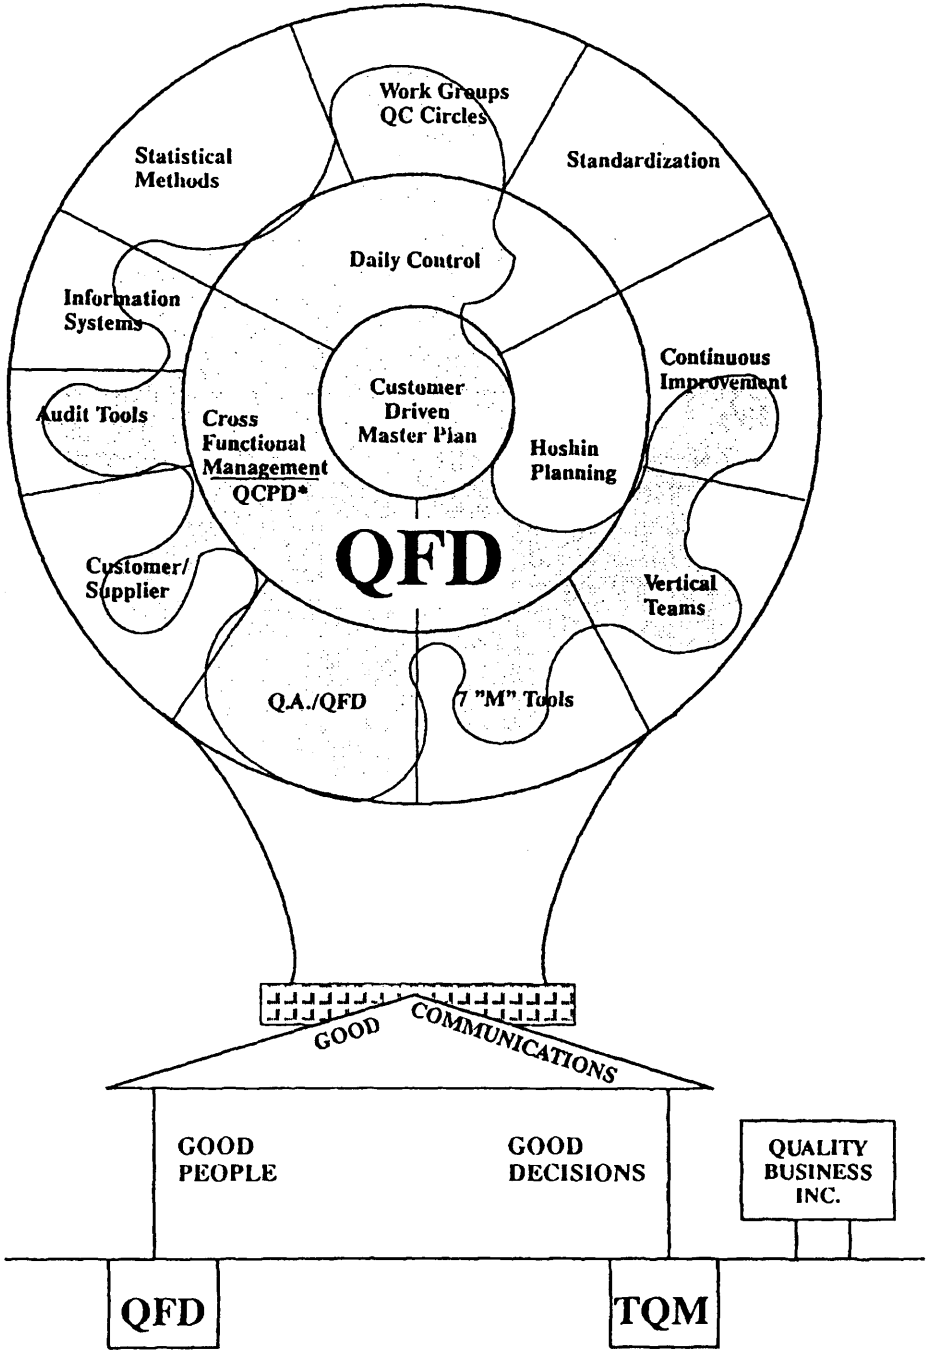 Work Groups
QC Circles
Statistical
Methods
Standardization
Daily Control
Information
Systems
Continuous
Improvement
Customer
Driven
Master Plan
Audit Tools
Cross
Functional
Management
QCPD*
Hoshin
Planning
QFD
Customer/
Supplier
Vertical
Teams
Q.A./QFD
7 "M" Tools
GOOD COMMUNICATIONS
GOOD
PEOPLE
GOOD
DECISIONS
QUALITY
BUSINESS
INC.
QFD
TQM